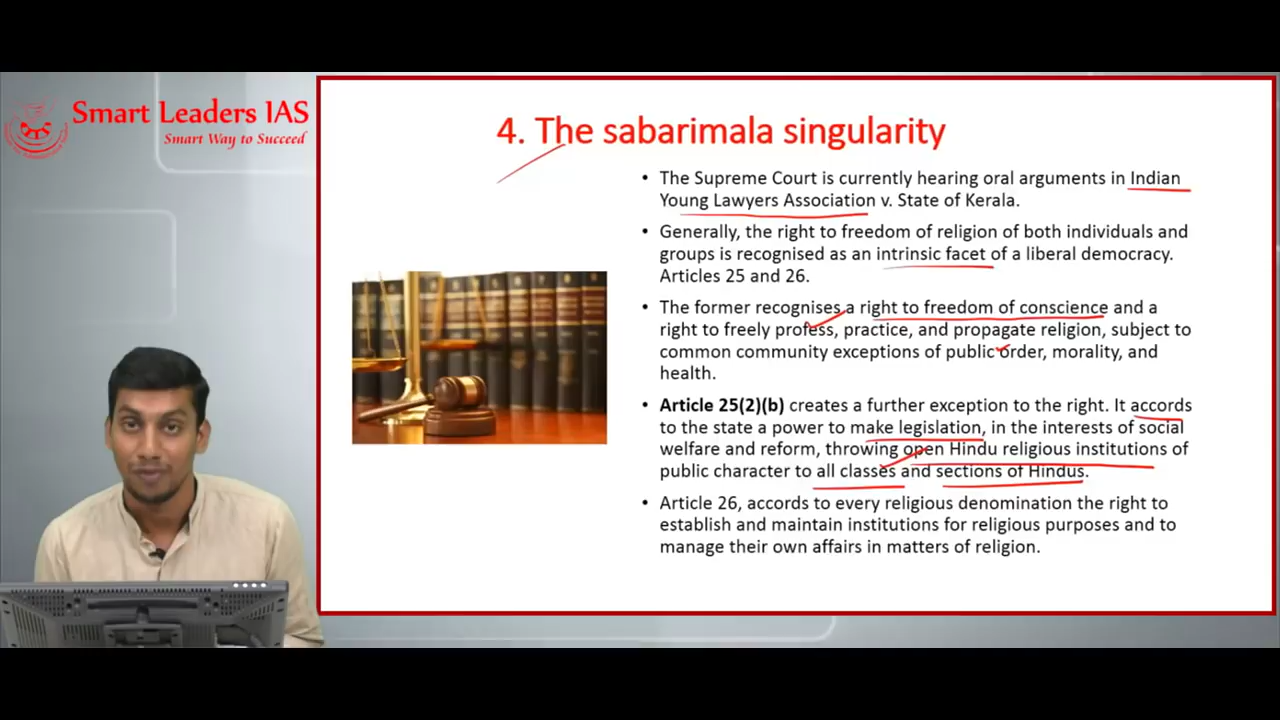 Smart Leaders IAS
Smart Way to Succeed
4. The sabarimala singularity
• The Supreme Court is currently hearing oral arguments in Indian
Young Lawyers Association v. State of Kerala.
• Generally, the right to freedom of religion of both individuals and
groups is recognised as an intrinsic facet of a liberal democracy.
Articles 25 and 26.
• The former recognises a right to freedom of conscience and a
right to freely profess, practice, and propagate religion, subject to
common community exceptions of public order, morality, and
health.
• Article 25(2)(b) creates a further exception to the right. It accords
to the state a power to make legislation, in the interests of social
welfare and reform, throwing open Hindu religious institutions of
public character to all classes and sections of Hindus.
• Article 26, accords to every religious denomination the right to
establish and maintain institutions for religious purposes and to
manage their own affairs in matters of religion.